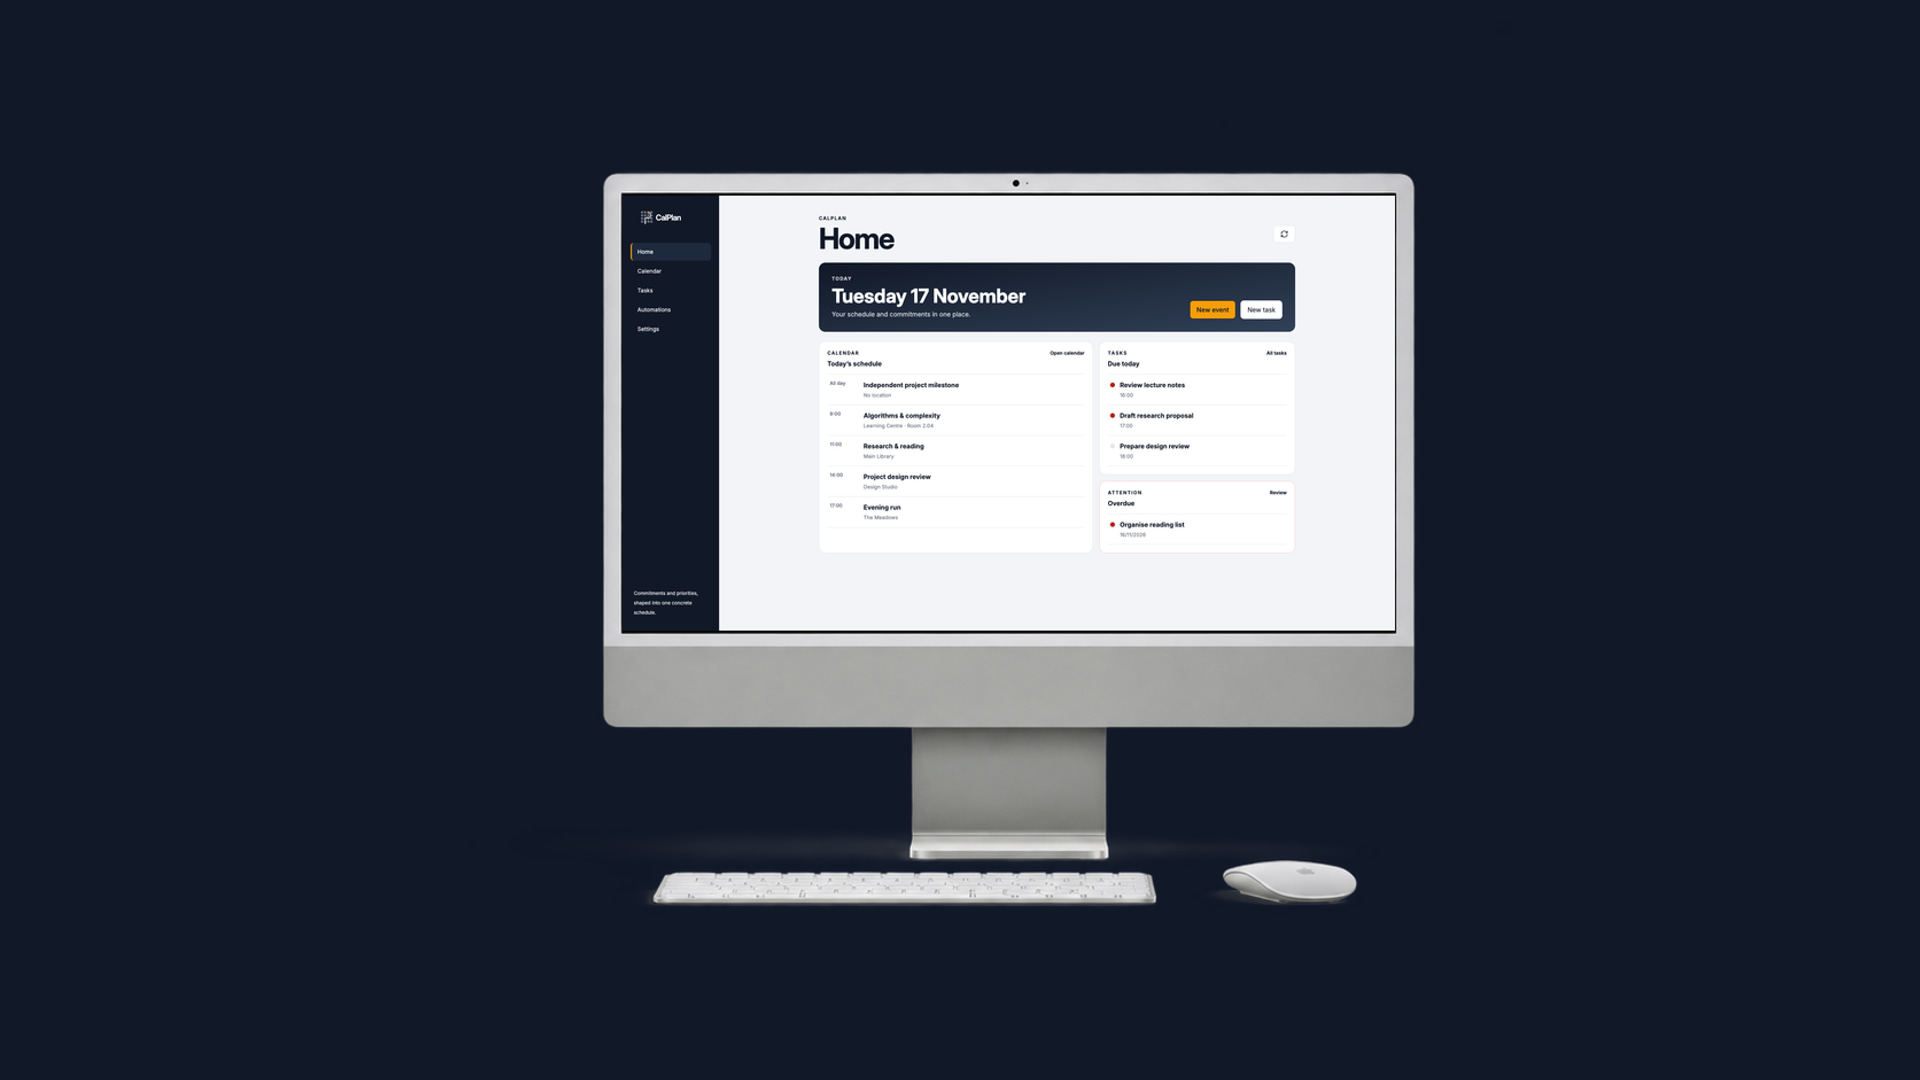 CalPlan
Home
Calendar
Tasks
Automations
Settings
Commitments and priorities,
shaped into one concrete
schedule.
CALPLAN
Home
TODAY
Tuesday 17 November
Your schedule and commitments in one place.
New event
New task
CALENDAR
Open calendar
Today's schedule
All day
Independent project milestone
No location
9:00
Algorithms & complexity
Learning Centre · Room 2.04
11:00
Research & reading
Main Library
14:00
Project design review
Design Studio
17:00
Evening run
The Meadows
TASKS
All tasks
Due today
Review lecture notes
16:00
Draft research proposal
17:00
Prepare design review
18:00
ATTENTION
Review
Overdue
Organise reading list
16/11/2026